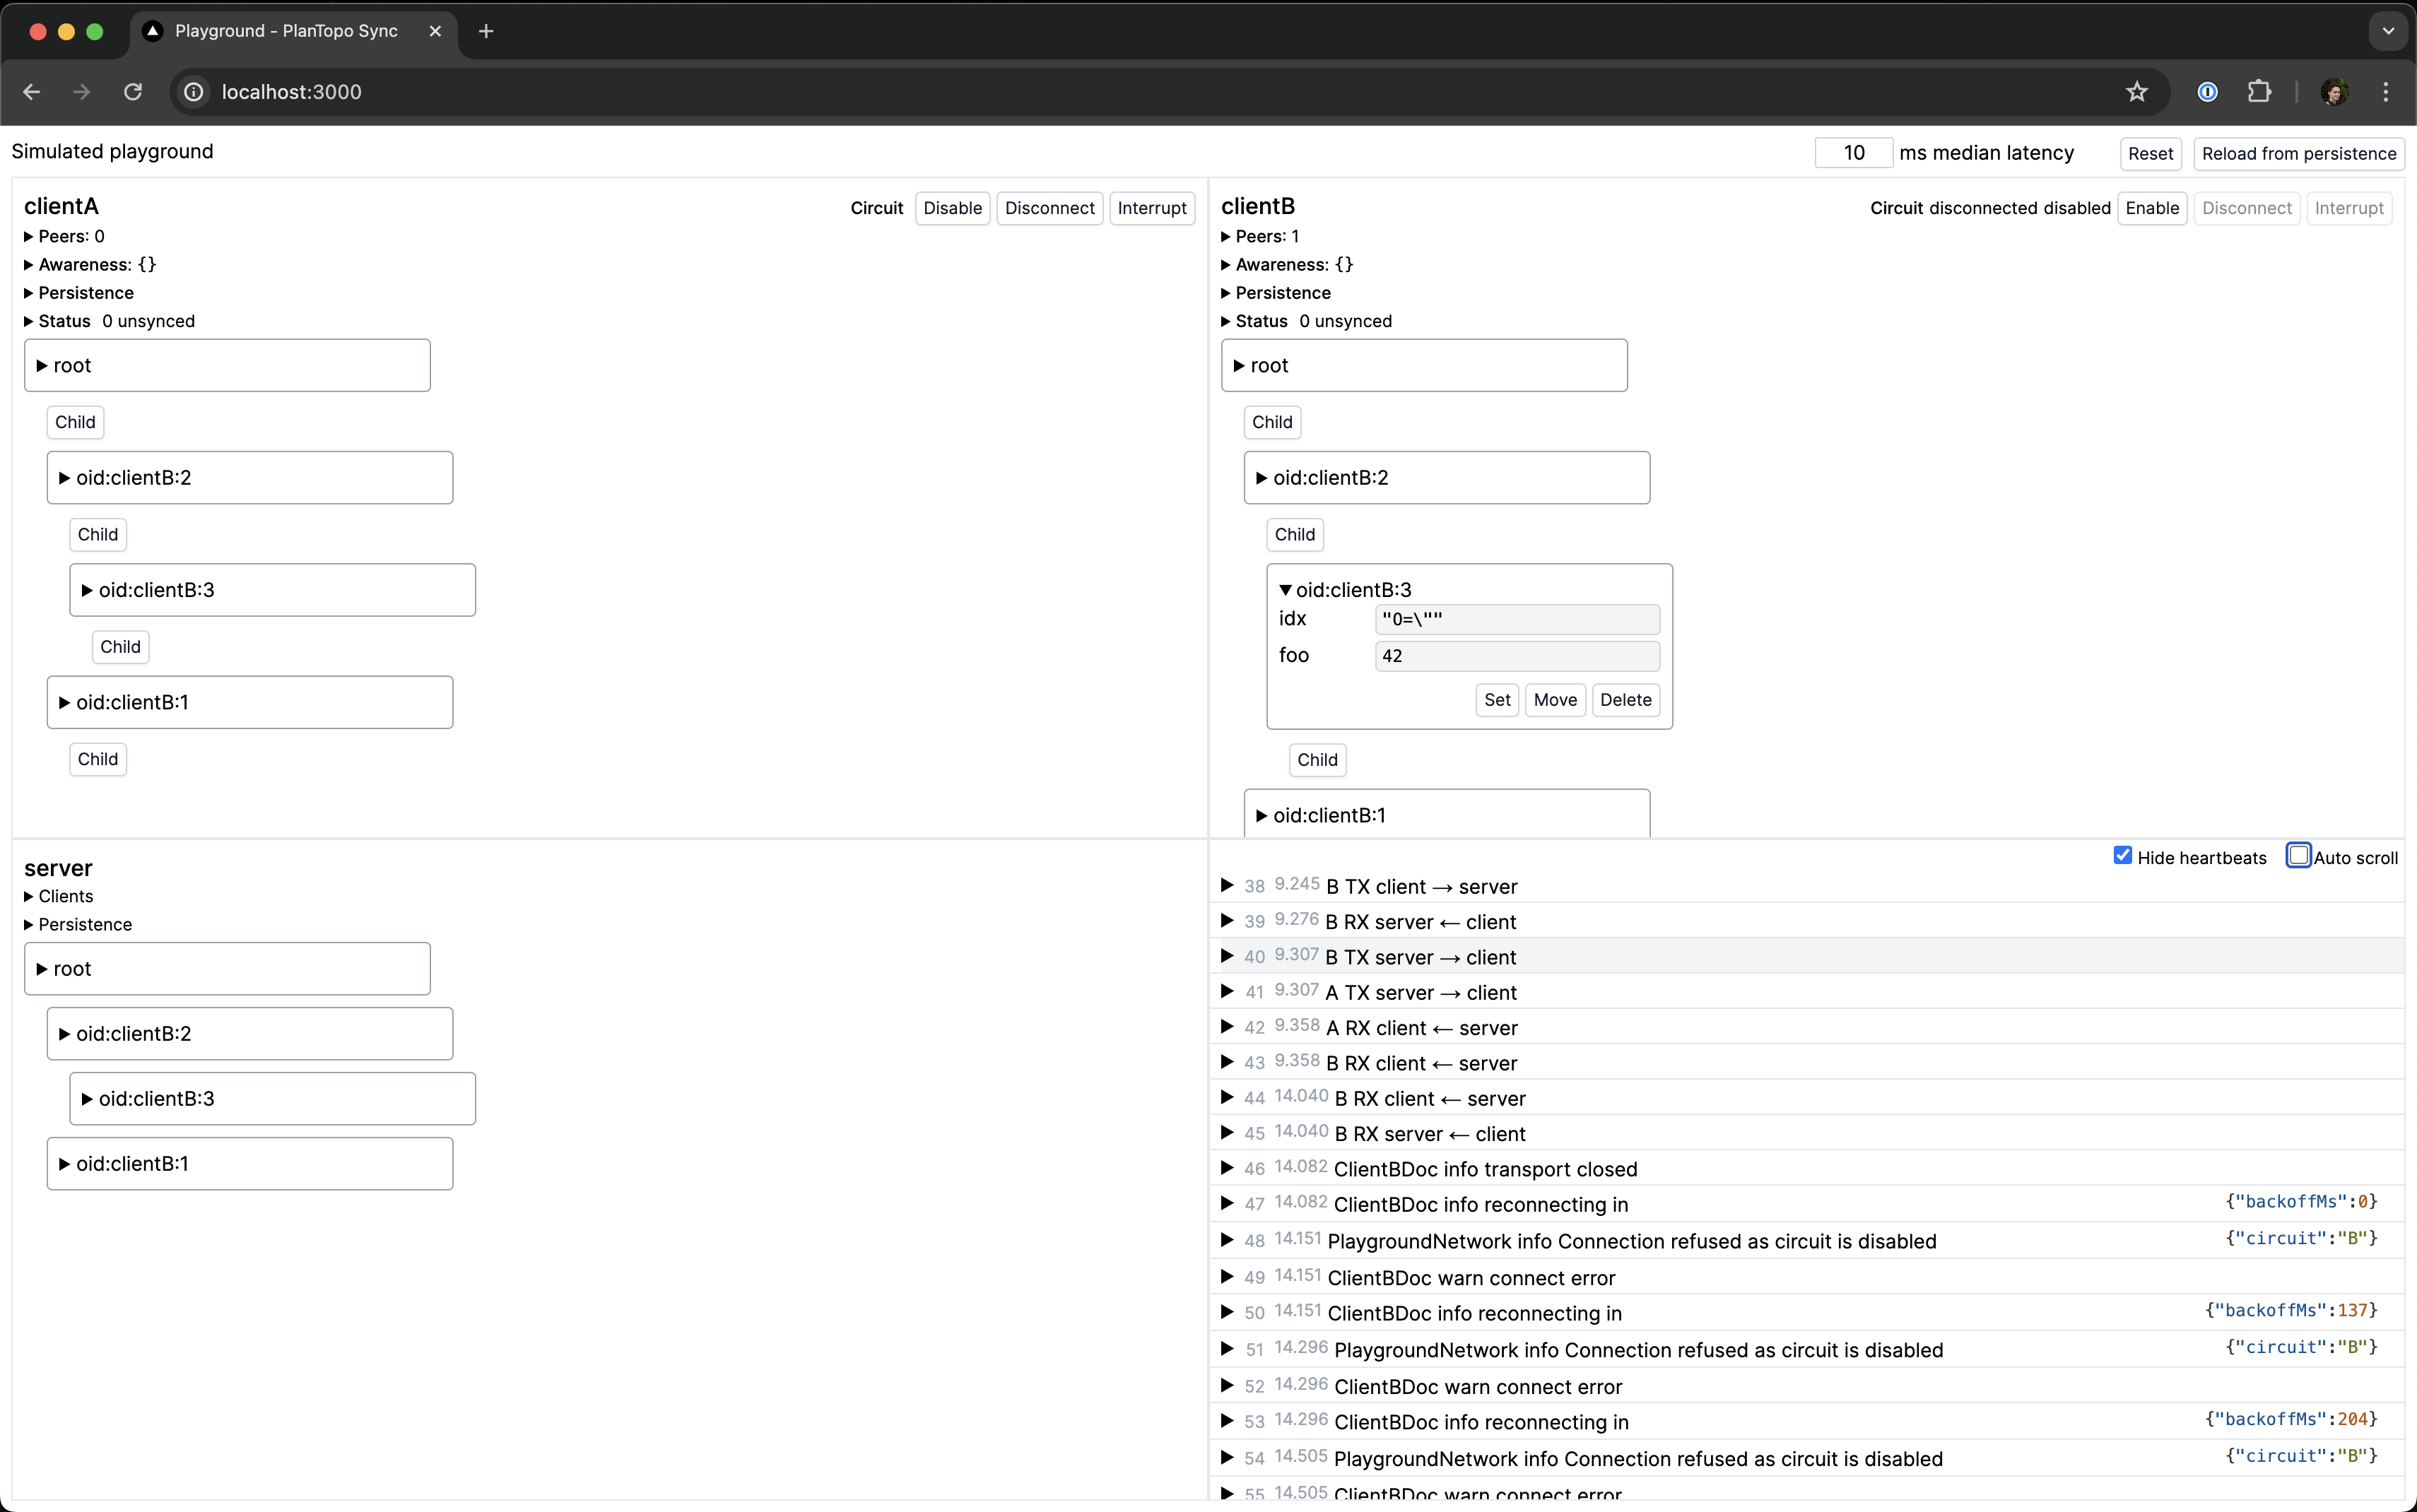 Playground - PlanTopo Sync
localhost:3000
Simulated playground
10 ms median latency Reset Reload from persistence
clientA
Circuit Disable Disconnect Interrupt
Peers: 0
Awareness: {}
Persistence
Status 0 unsynced
root
Child
oid:clientB:2
Child
oid:clientB:3
Child
oid:clientB:1
Child
clientB
Circuit disconnected disabled Enable Disconnect Interrupt
Peers: 1
Awareness: {}
Persistence
Status 0 unsynced
root
Child
oid:clientB:2
Child
oid:clientB:3
idx "0=\""
foo 42
Set Move Delete
Child
oid:clientB:1
server
Clients
Persistence
root
oid:clientB:2
oid:clientB:3
oid:clientB:1
Hide heartbeats Auto scroll
38 9.245 B TX client → server
39 9.276 B RX server ← client
40 9.307 B TX server → client
41 9.307 A TX server → client
42 9.358 A RX client ← server
43 9.358 B RX client ← server
44 14.040 B RX client ← server
45 14.040 B RX server ← client
46 14.082 ClientBDoc info transport closed
47 14.082 ClientBDoc info reconnecting in {"backoffMs":0}
48 14.151 PlaygroundNetwork info Connection refused as circuit is disabled {"circuit":"B"}
49 14.151 ClientBDoc warn connect error
50 14.151 ClientBDoc info reconnecting in {"backoffMs":137}
51 14.296 PlaygroundNetwork info Connection refused as circuit is disabled {"circuit":"B"}
52 14.296 ClientBDoc warn connect error
53 14.296 ClientBDoc info reconnecting in {"backoffMs":204}
54 14.505 PlaygroundNetwork info Connection refused as circuit is disabled {"circuit":"B"}
55 14.505 ClientBDoc warn connect error